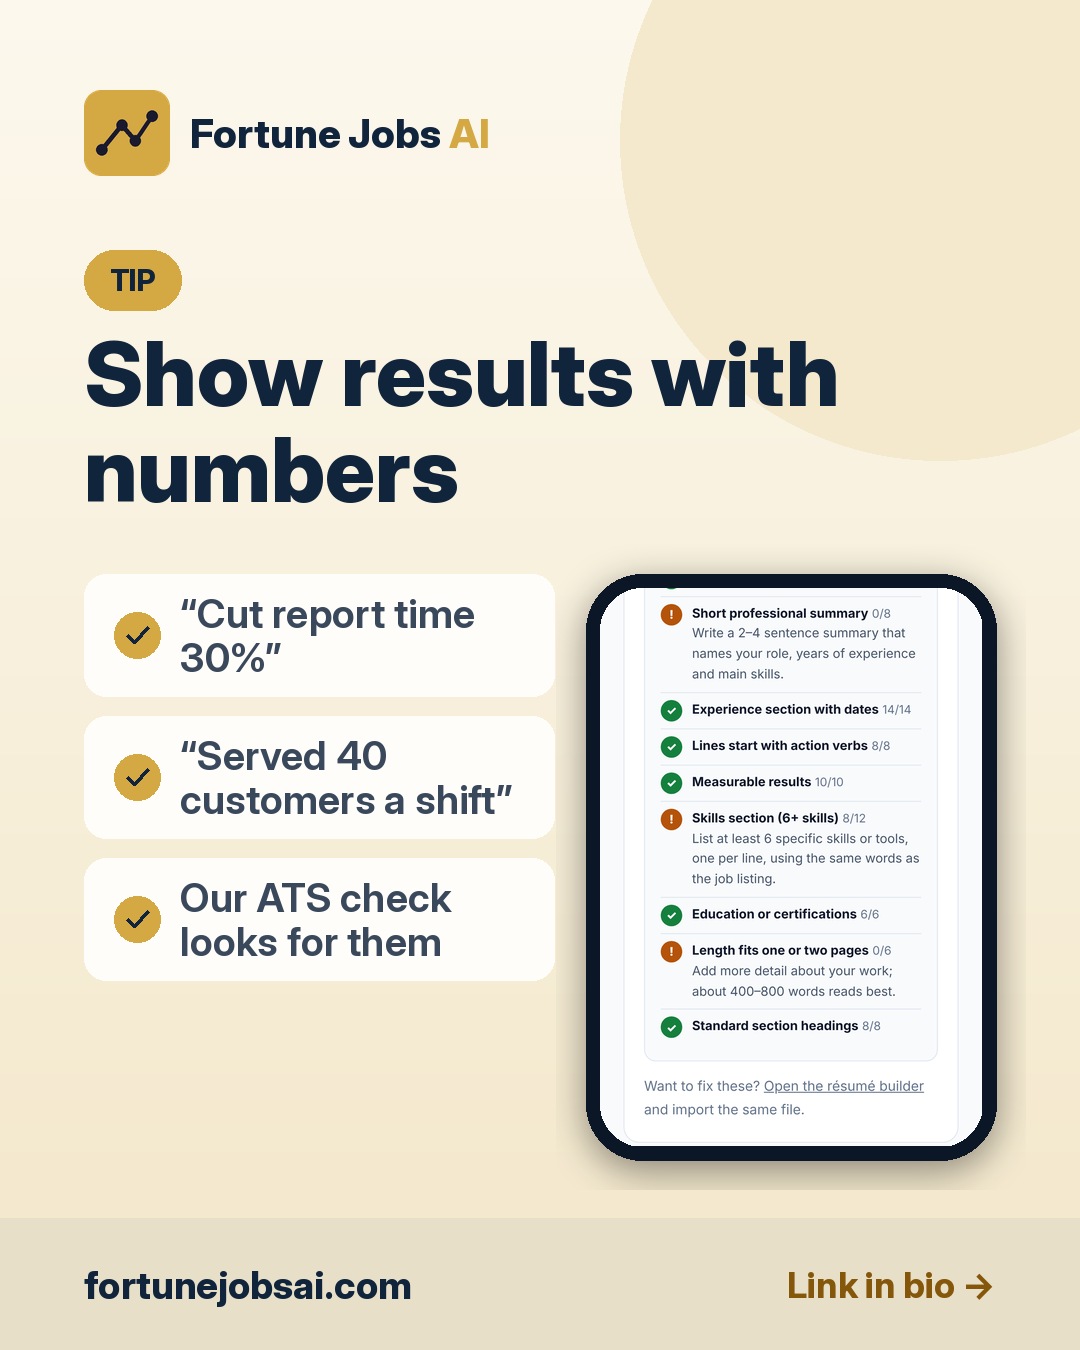 Fortune Jobs AI
TIP
Show results with
numbers
“Cut report time
30%”
“Served 40
customers a shift”
Our ATS check
looks for them
Short professional summary 0/8
Write a 2–4 sentence summary that
names your role, years of experience
and main skills.
Experience section with dates 14/14
Lines start with action verbs 8/8
Measurable results 10/10
Skills section (6+ skills) 8/12
List at least 6 specific skills or tools,
one per line, using the same words as
the job listing.
Education or certifications 6/6
Length fits one or two pages 0/6
Add more detail about your work;
about 400–800 words reads best.
Standard section headings 8/8
Want to fix these? Open the résumé builder
and import the same file.
fortunejobsai.com
Link in bio →